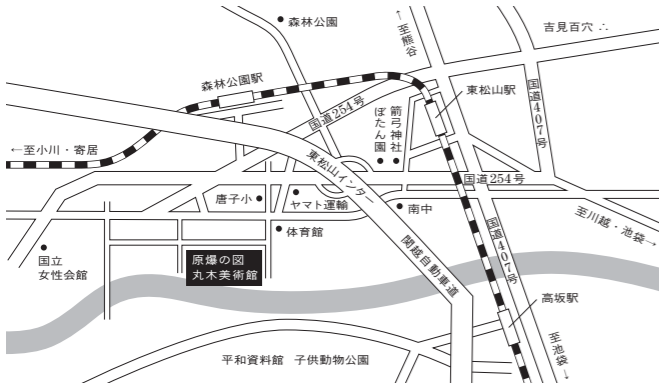 森林公園
←至熊谷
吉見百穴∴
森林公園駅
国道254号
東松山駅
箭弓神社
ぼたん園
国道407号
←至小川・寄居
東松山インター
国道254号
唐子小
ヤマト運輸
南中
至川越・池袋→
体育館
国立
女性会館
原爆の図
丸木美術館
関越自動車道
国道407号
高坂駅
至池袋→
平和資料館 子供動物公園